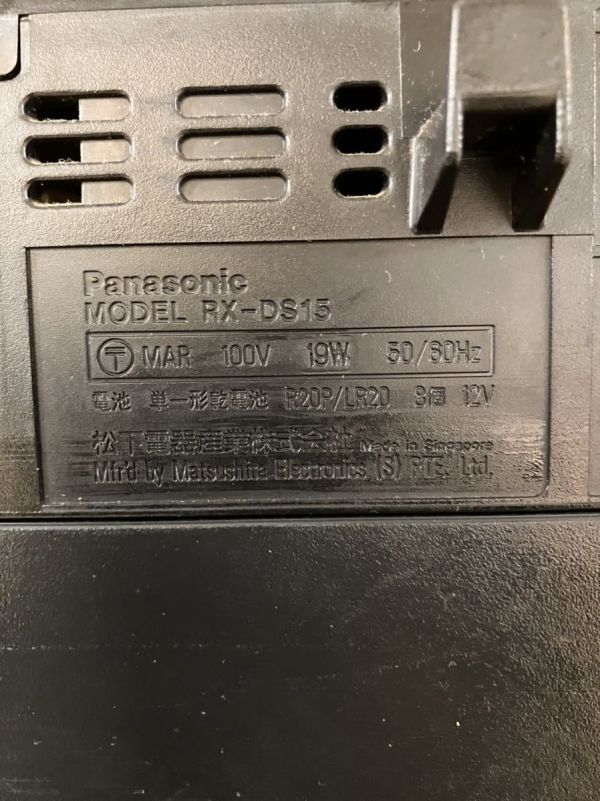 Panasonic
MODEL RX-DS15
〒 MAR 100V 19W 50/60Hz
電池 単一形乾電池 R20P/LR20 8個 12V
松下電器産業株式会社 Made in Singapore
Mfr'd by Matsushita Electronics, (S) PTE. Ltd.